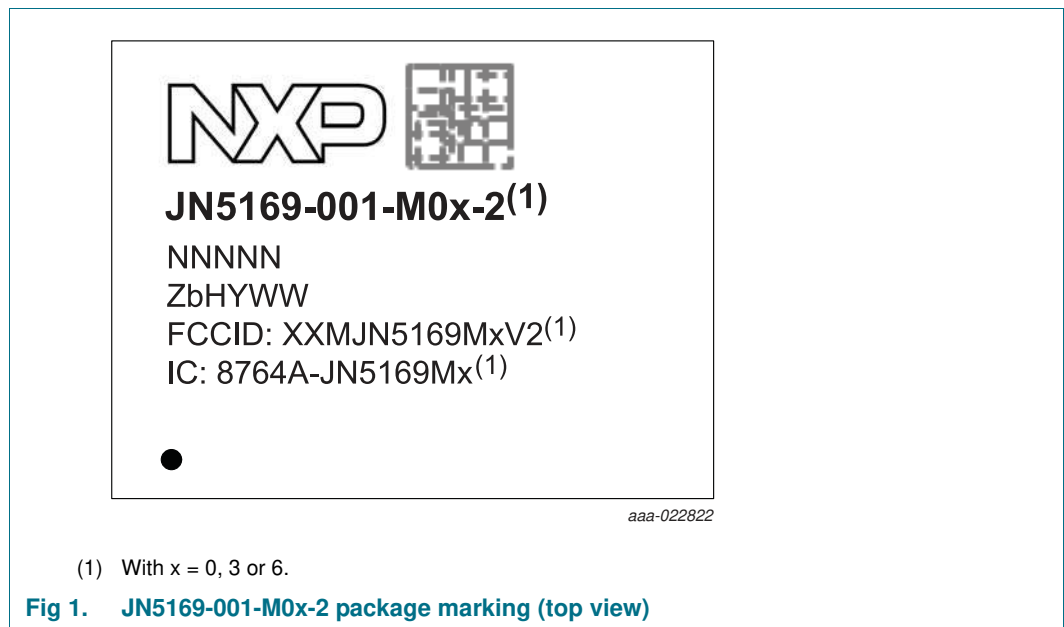 NXP
JN5169-001-M0x-2(1)
NNNNN
ZbHYWW
FCCID: XXMJN5169MxV2(1)
IC: 8764A-JN5169Mx(1)
aaa-022822
(1) With x = 0, 3 or 6.
Fig 1. JN5169-001-M0x-2 package marking (top view)